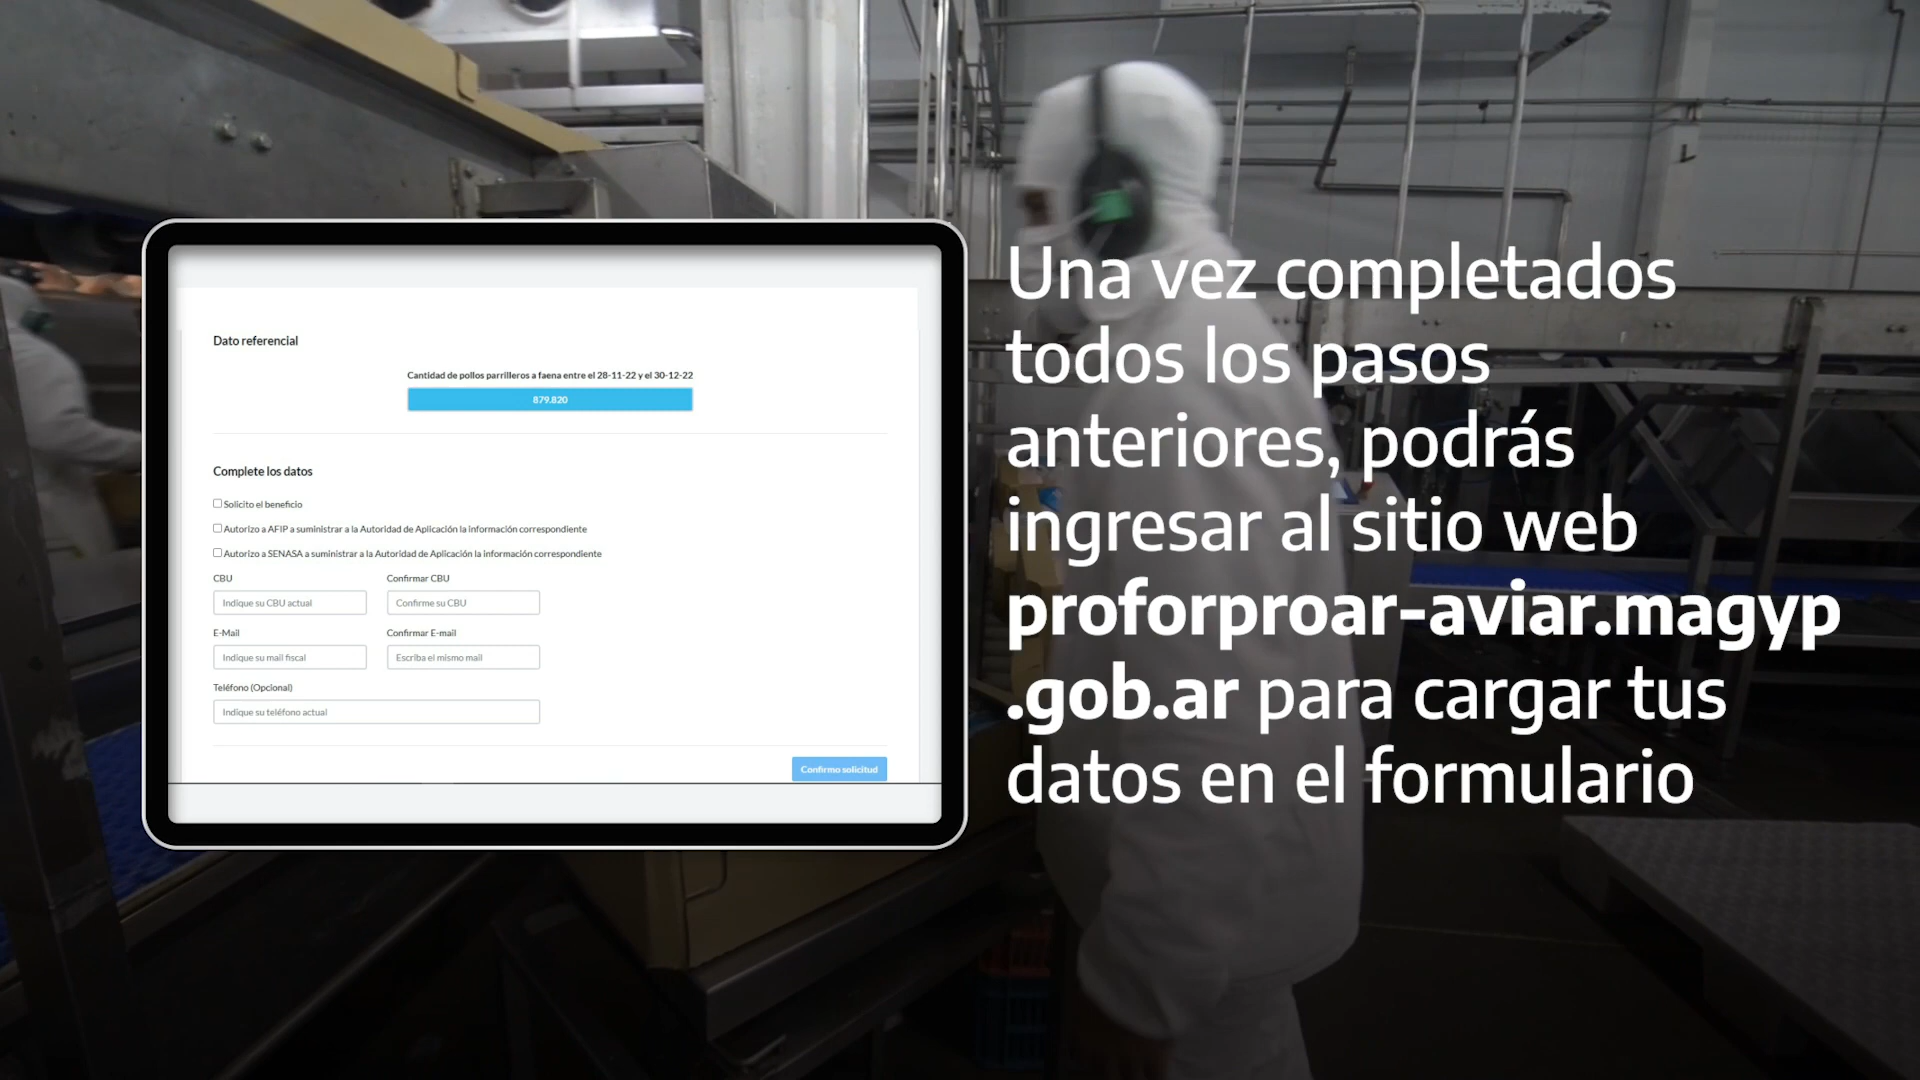 Dato referencial
Cantidad de pollos parrilleros a faena entre el 28-11-22 y el 30-12-22
879.820
Complete los datos
Solicito el beneficio
Autorizo a AFIP a suministrar a la Autoridad de Aplicación la información correspondiente
Autorizo a SENASA a suministrar a la Autoridad de Aplicación la información correspondiente
CBU Confirmar CBU
Indique su CBU actual Confirme su CBU
E-Mail Confirmar E-mail
Indique su mail fiscal Escriba el mismo mail
Teléfono (Opcional)
Indique su teléfono actual
Confirmo solicitud
Una vez completados
todos los pasos
anteriores, podrás
ingresar al sitio web
proforproar-aviar.magyp
.gob.ar para cargar tus
datos en el formulario